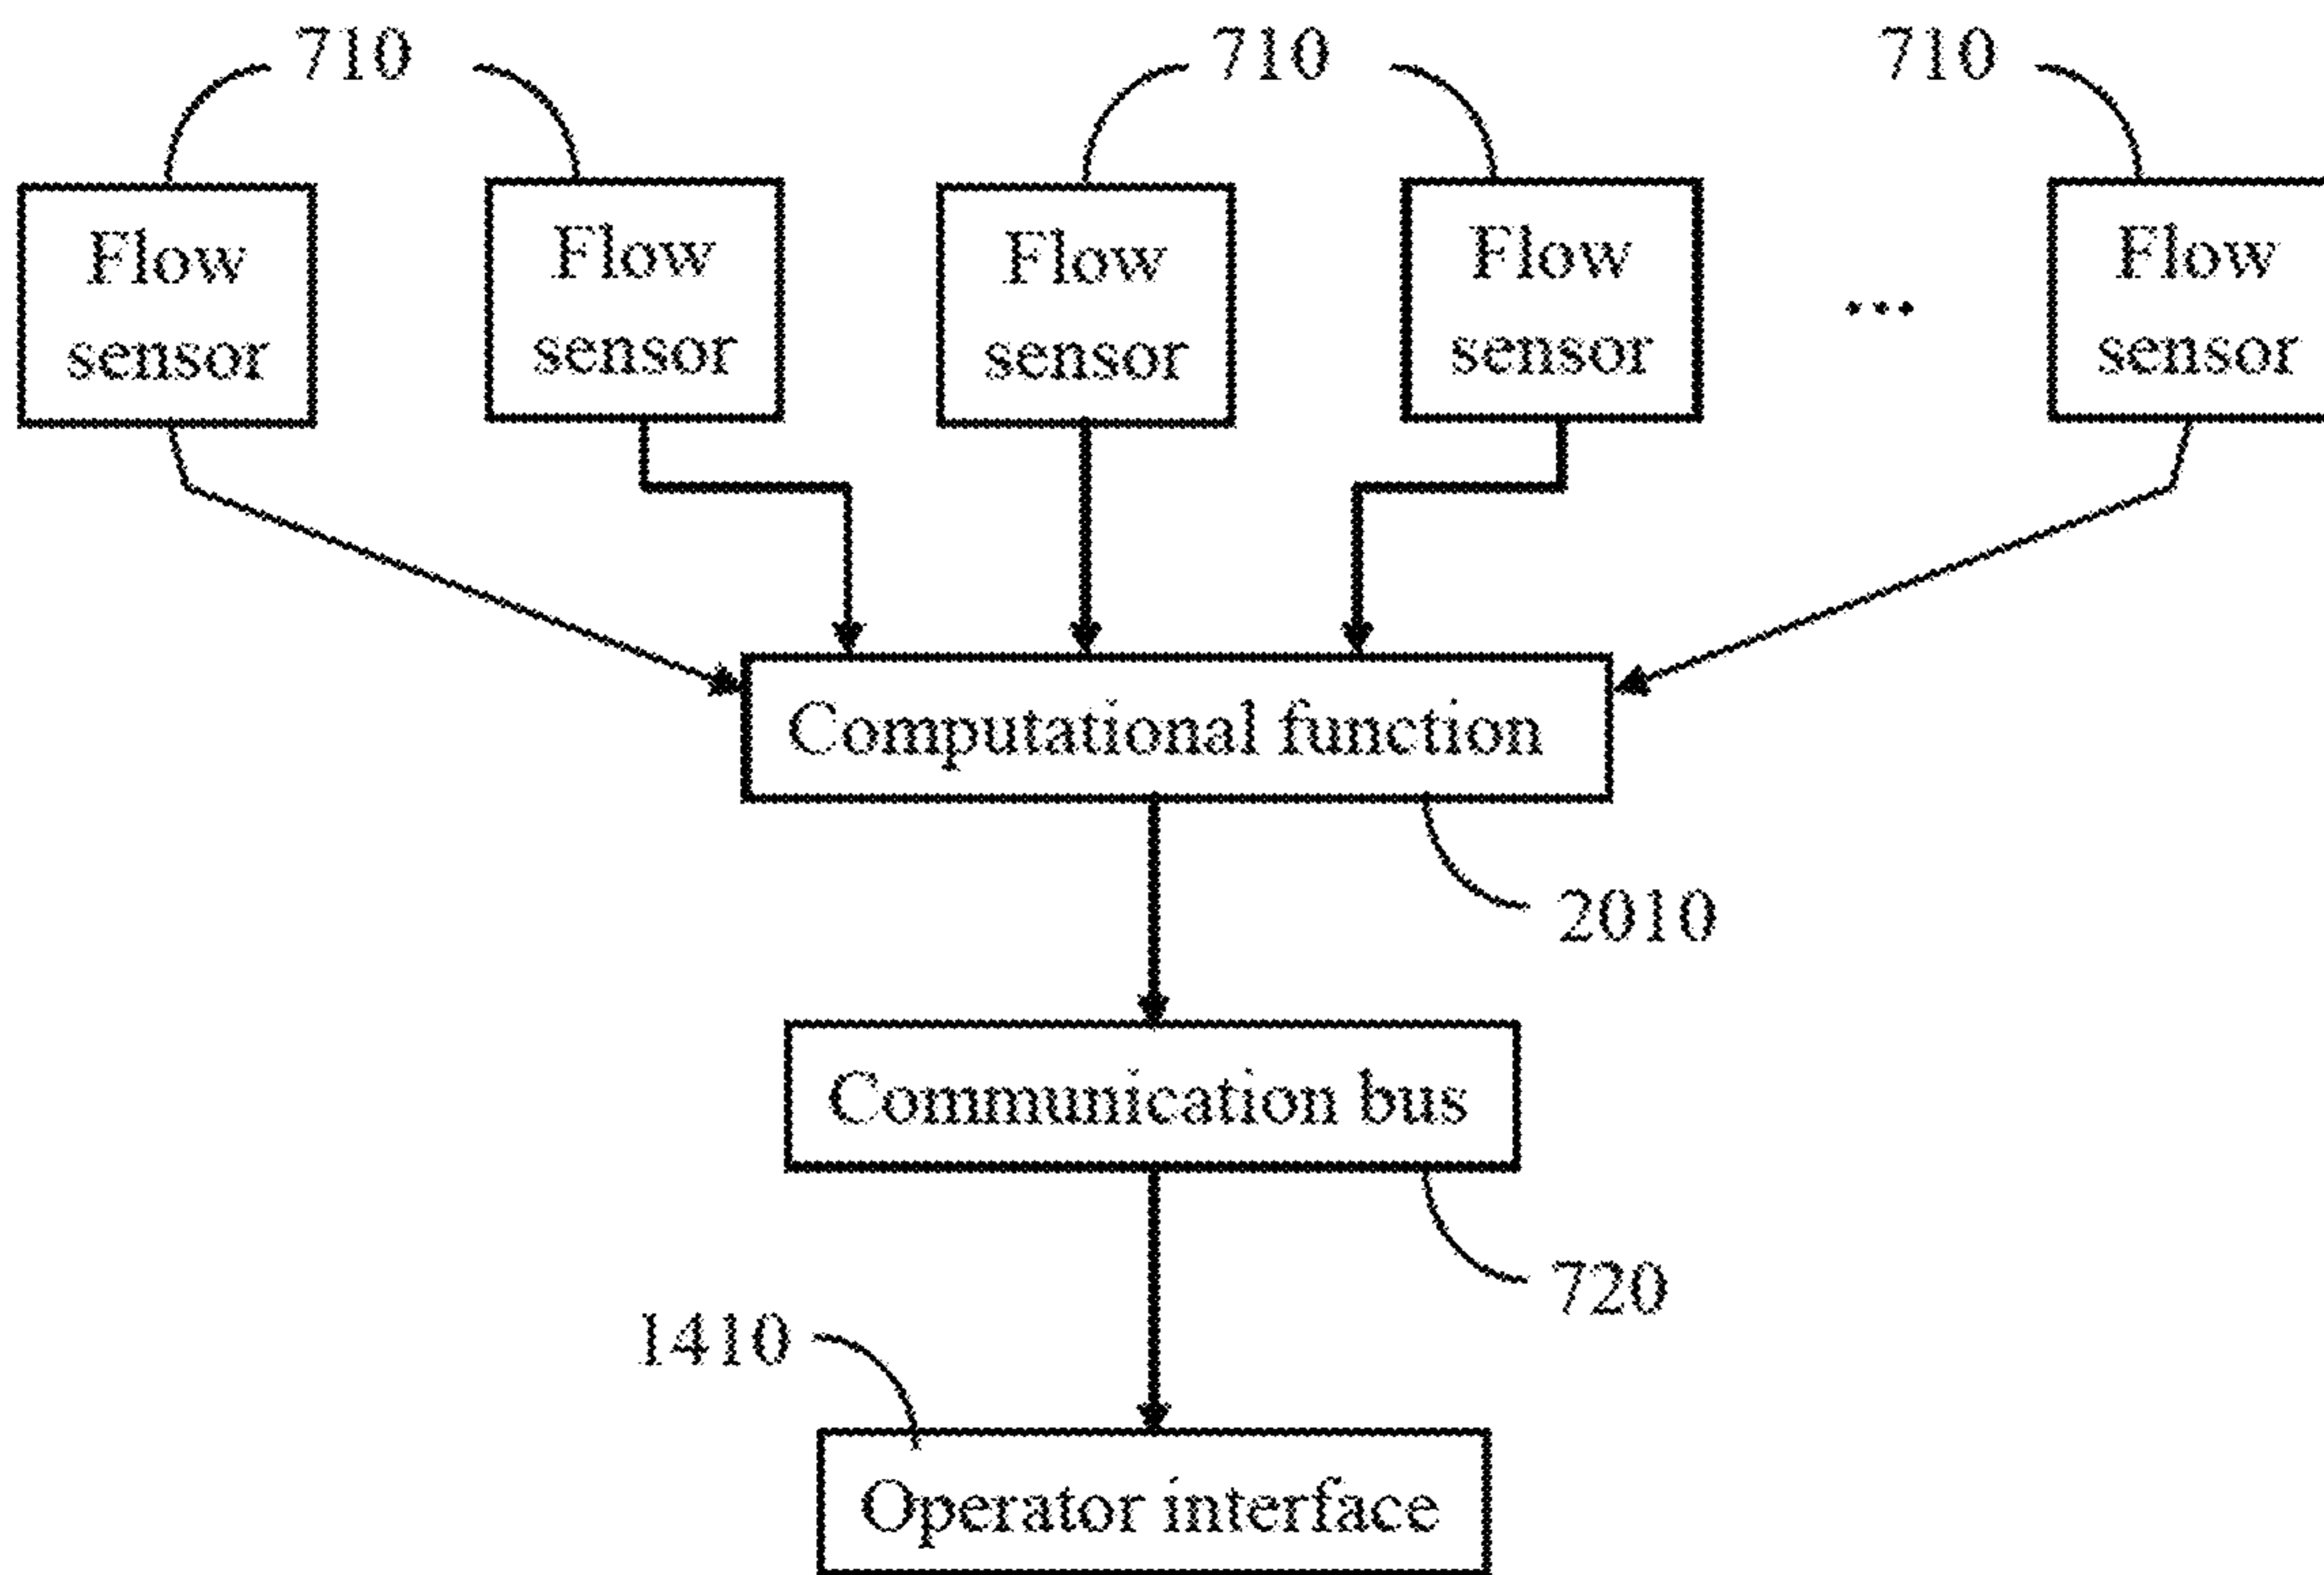 710 710 710
Flow sensor
Flow sensor
Flow sensor
Flow sensor
...
Flow sensor
Computational function
2010
Communication bus
720
1410
Operator interface